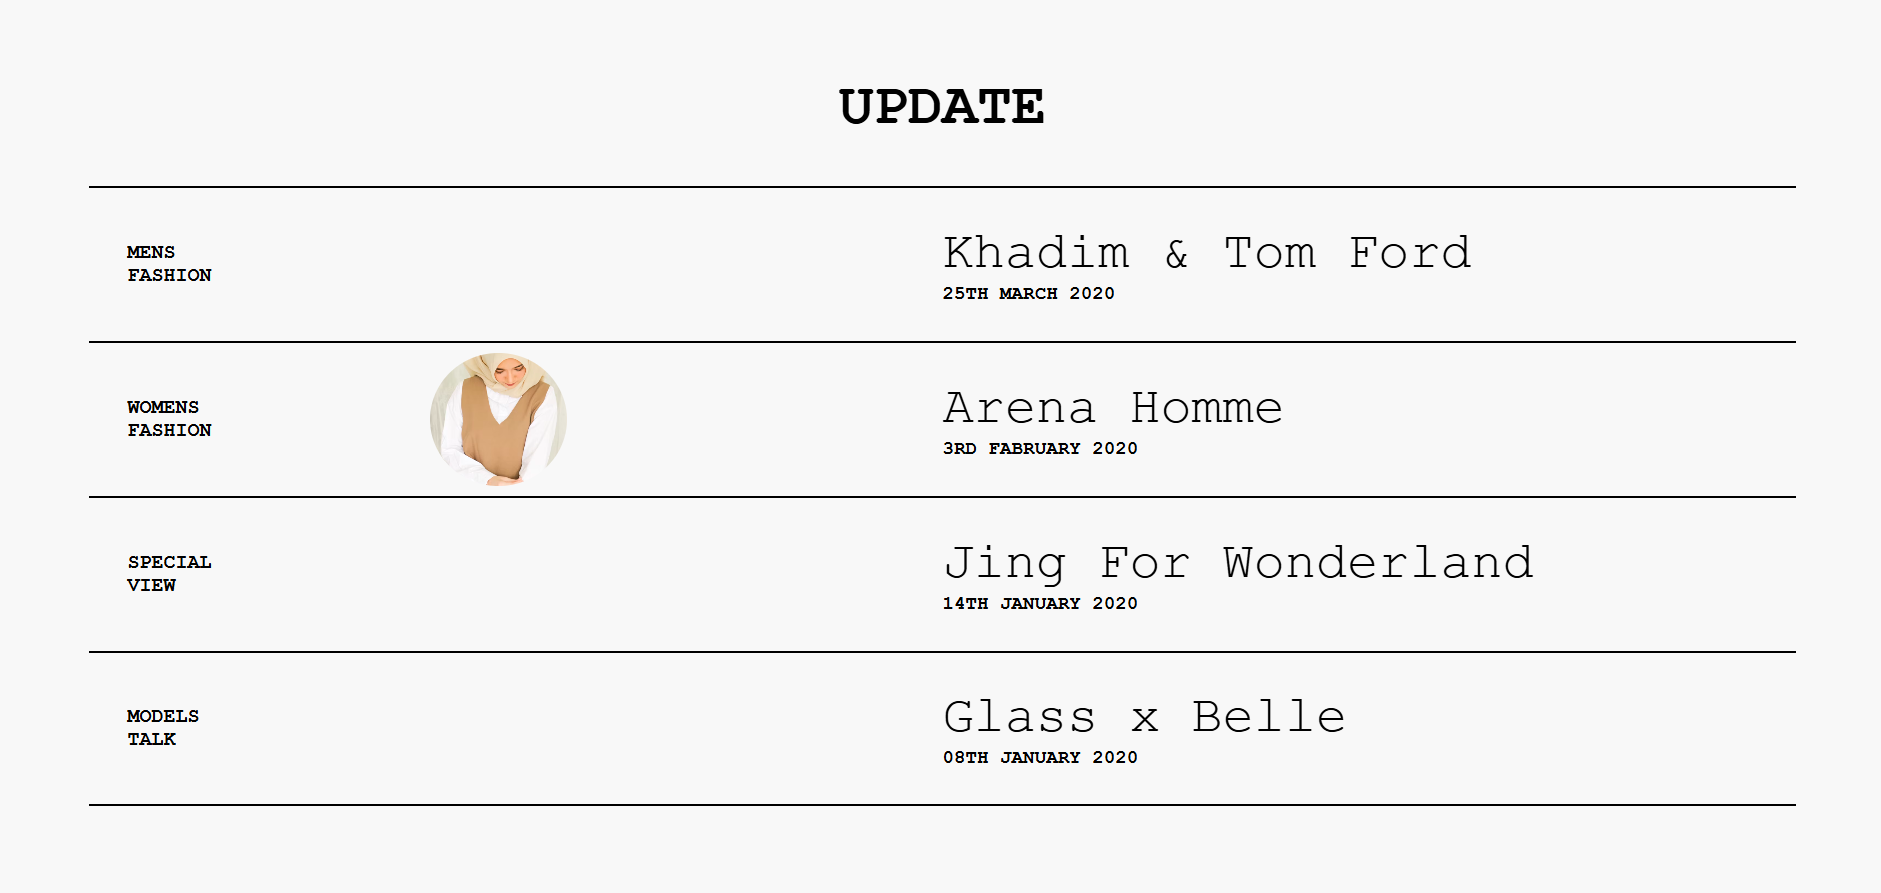 UPDATE
MENS
FASHION
Khadim & Tom Ford
25TH MARCH 2020
WOMENS
FASHION
Arena Homme
3RD FABRUARY 2020
SPECIAL
VIEW
Jing For Wonderland
14TH JANUARY 2020
MODELS
TALK
Glass x Belle
08TH JANUARY 2020